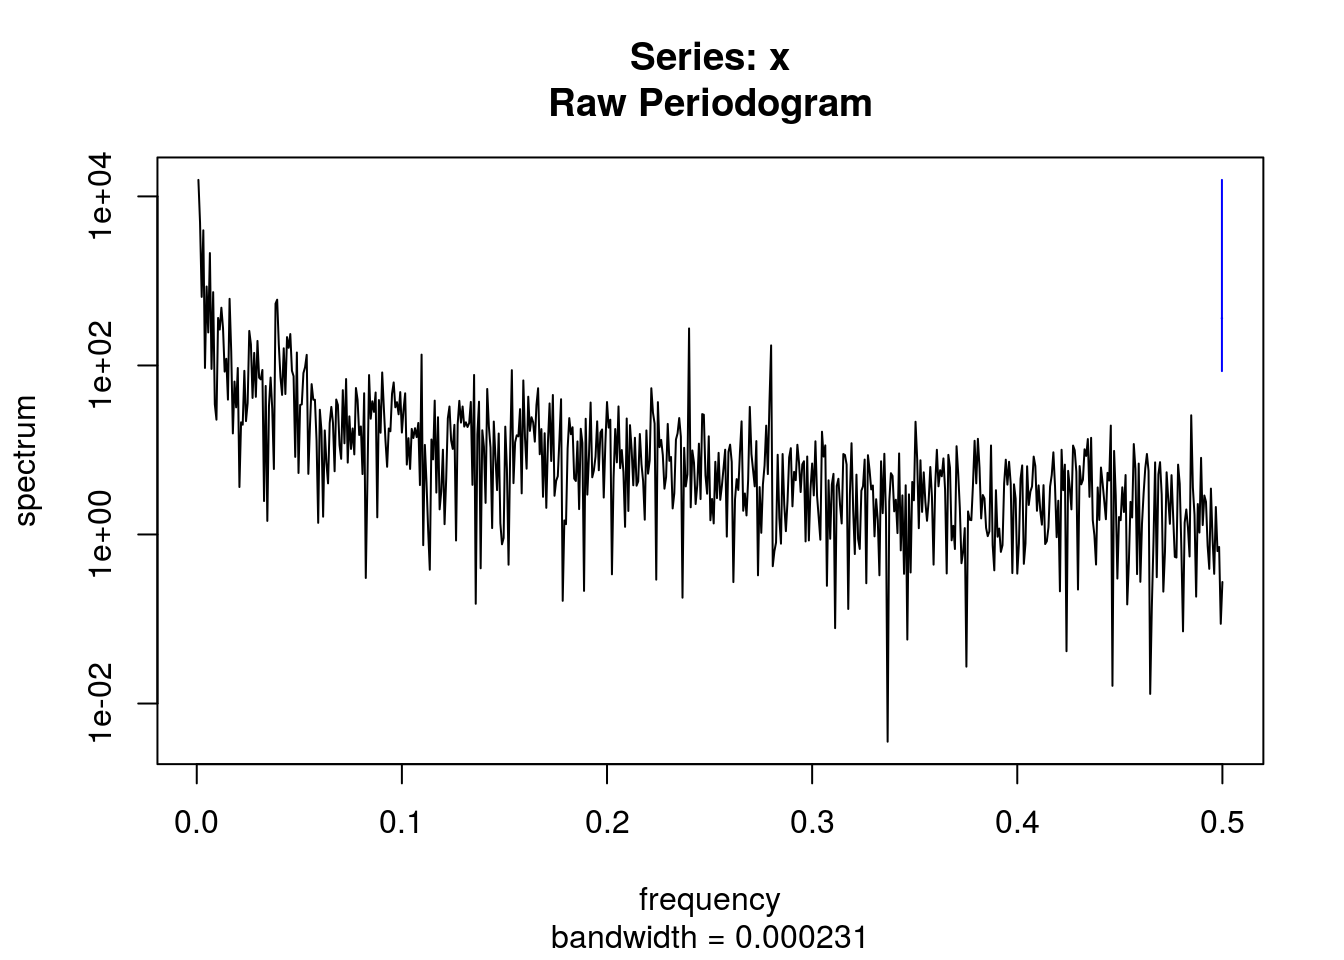 Series: x
Raw Periodogram
spectrum
1e+04
1e+02
1e+00
1e-02
0.0 0.1 0.2 0.3 0.4 0.5
frequency
bandwidth = 0.000231